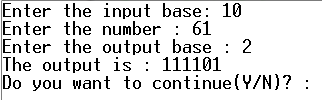 Enter the input base: 10
Enter the number : 61
Enter the output base : 2
The output is : 111101
Do you want to continue(Y/N)? :